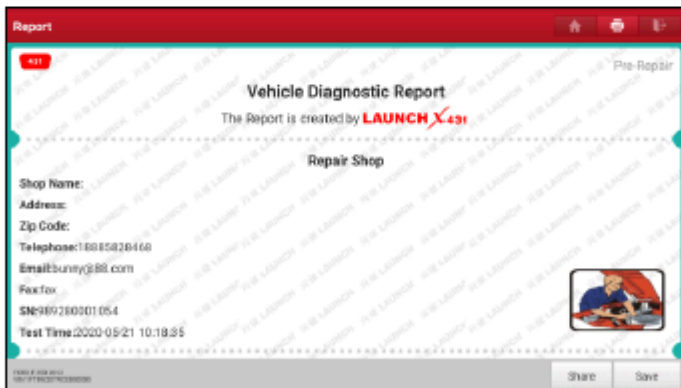 Report
431
Pre-Repair
Vehicle Diagnostic Report
The Report is created by LAUNCH X-431
Repair Shop
Shop Name:
Address:
Zip Code:
Telephone:18885828468
Email:bunny@88.com
Fax:fax
SN:989280001054
Test Time:2020-05-21 10:18:35
Share
Save